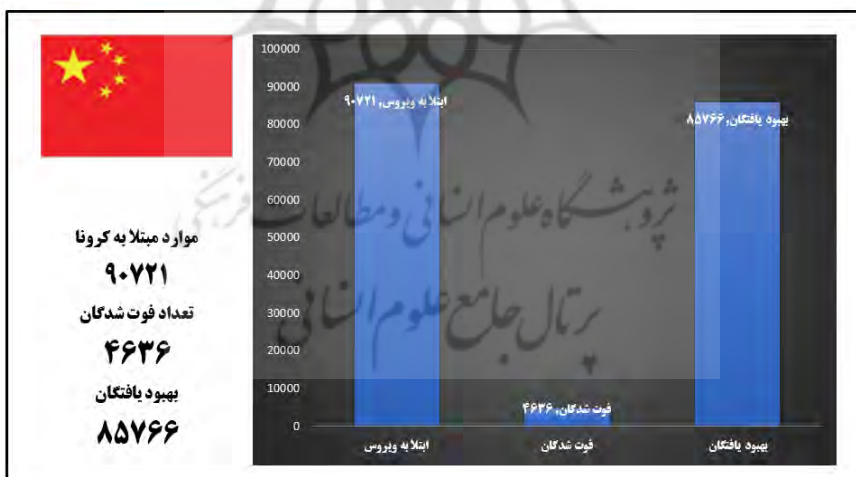 موارد مبتلا به کرونا
۹۰۷۲۱
تعداد فوت شدگان
۴۶۳۶
بهبود یافتگان
۸۵۷۶۶
100000
90000
80000
70000
60000
50000
40000
30000
20000
10000
0
ابتلا به ویروس, ۹۰۷۲۱
فوت شدگان, ۴۶۳۶
بهبود یافتگان, ۸۵۷۶۶
ابتلا به ویروس
فوت شدگان
بهبود یافتگان
پژوهشگاه علوم انسانی و مطالعات فرهنگی
پرتال جامع علوم انسانی